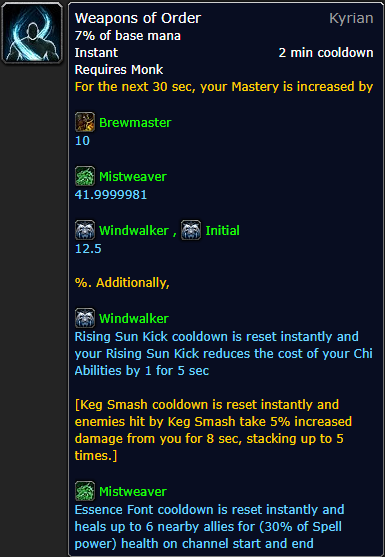 Weapons of Order Kyrian
7% of base mana
Instant 2 min cooldown
Requires Monk
For the next 30 sec, your Mastery is increased by
Brewmaster
10
Mistweaver
41.9999981
Windwalker , Initial
12.5
%. Additionally,
Windwalker
Rising Sun Kick cooldown is reset instantly and
your Rising Sun Kick reduces the cost of your Chi
Abilities by 1 for 5 sec
[Keg Smash cooldown is reset instantly and
enemies hit by Keg Smash take 5% increased
damage from you for 8 sec, stacking up to 5
times.]
Mistweaver
Essence Font cooldown is reset instantly and
heals up to 6 nearby allies for (30% of Spell
power) health on channel start and end